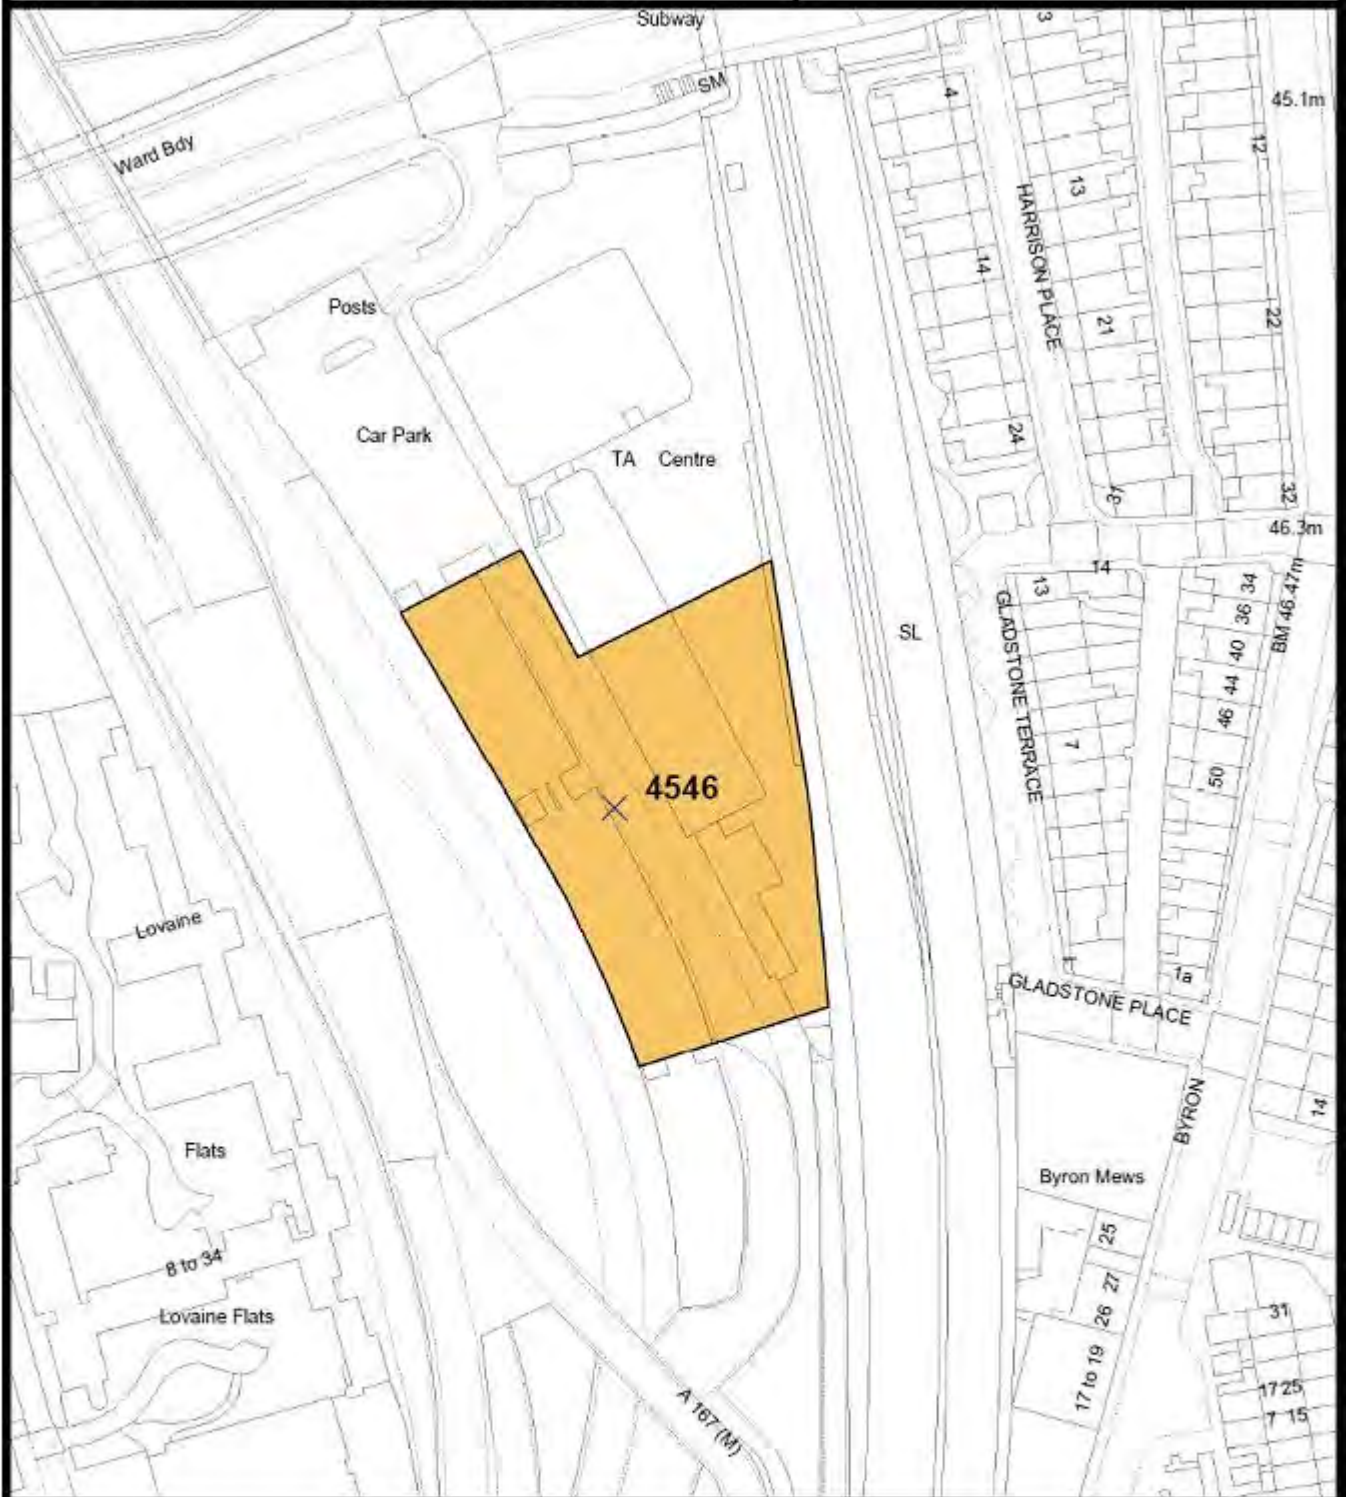 Subway
3
SM
4
45.1m
12
Ward Bdy
13
HARRISON PLACE
14
Posts
21
22
Car Park
24
TA Centre
31
32
46.3m
14
13
34
BM 46.47m
36
GLADSTONE TERRACE
SL
40
44
46
7
50
4546
Lovaine
1
1a
GLADSTONE PLACE
BYRON
14
Flats
Byron Mews
25
8 to 34
27
Lovaine Flats
26
31
17 to 19
17 25
A 167 (M)
7 15